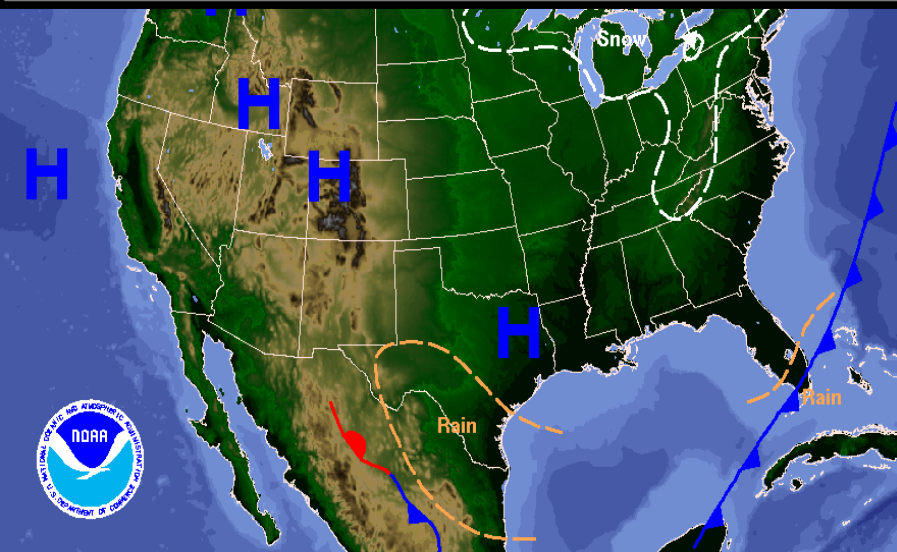 H
Snow
H
H
H
H
Rain
Rain
NATIONAL OCEANIC AND ATMOSPHERIC ADMINISTRATION
NOAA
U.S. DEPARTMENT OF COMMERCE